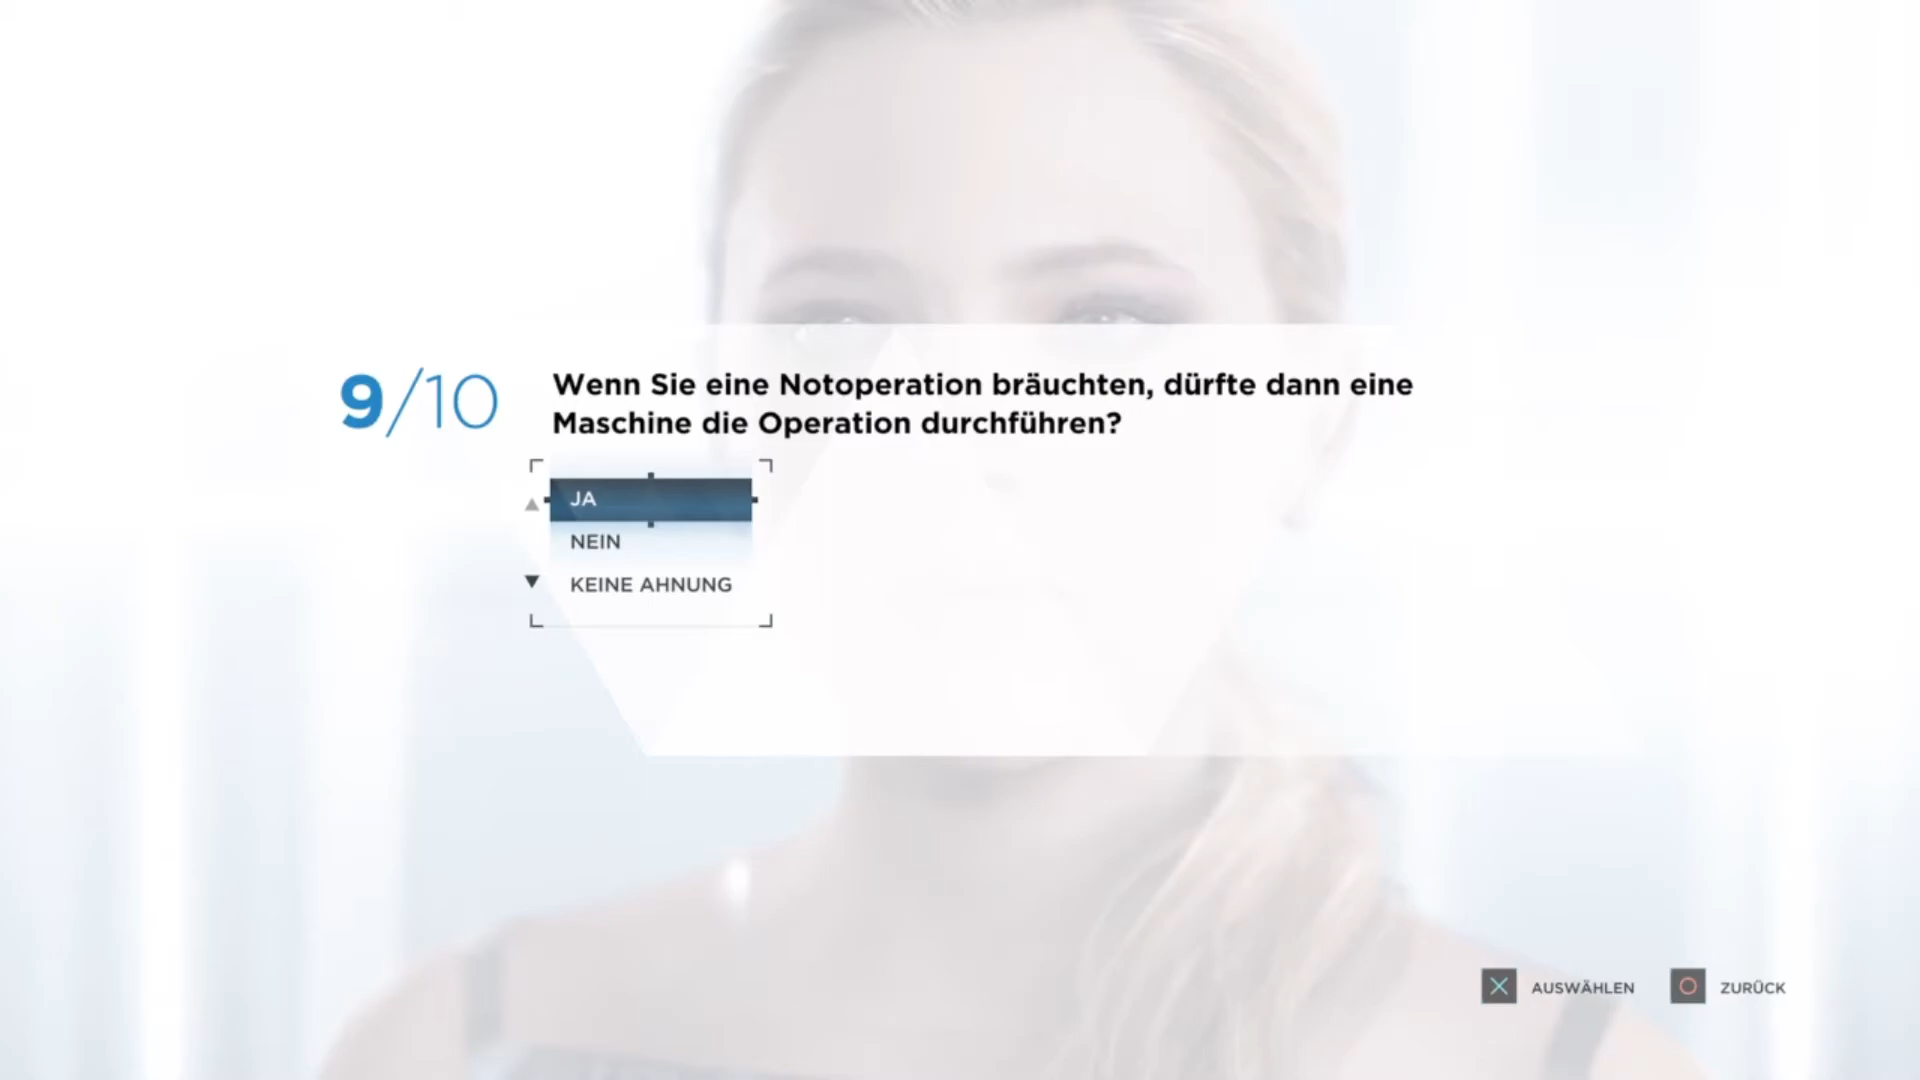 9/10
Wenn Sie eine Notoperation bräuchten, dürfte dann eine
Maschine die Operation durchführen?
JA
NEIN
KEINE AHNUNG
AUSWÄHLEN
ZURÜCK